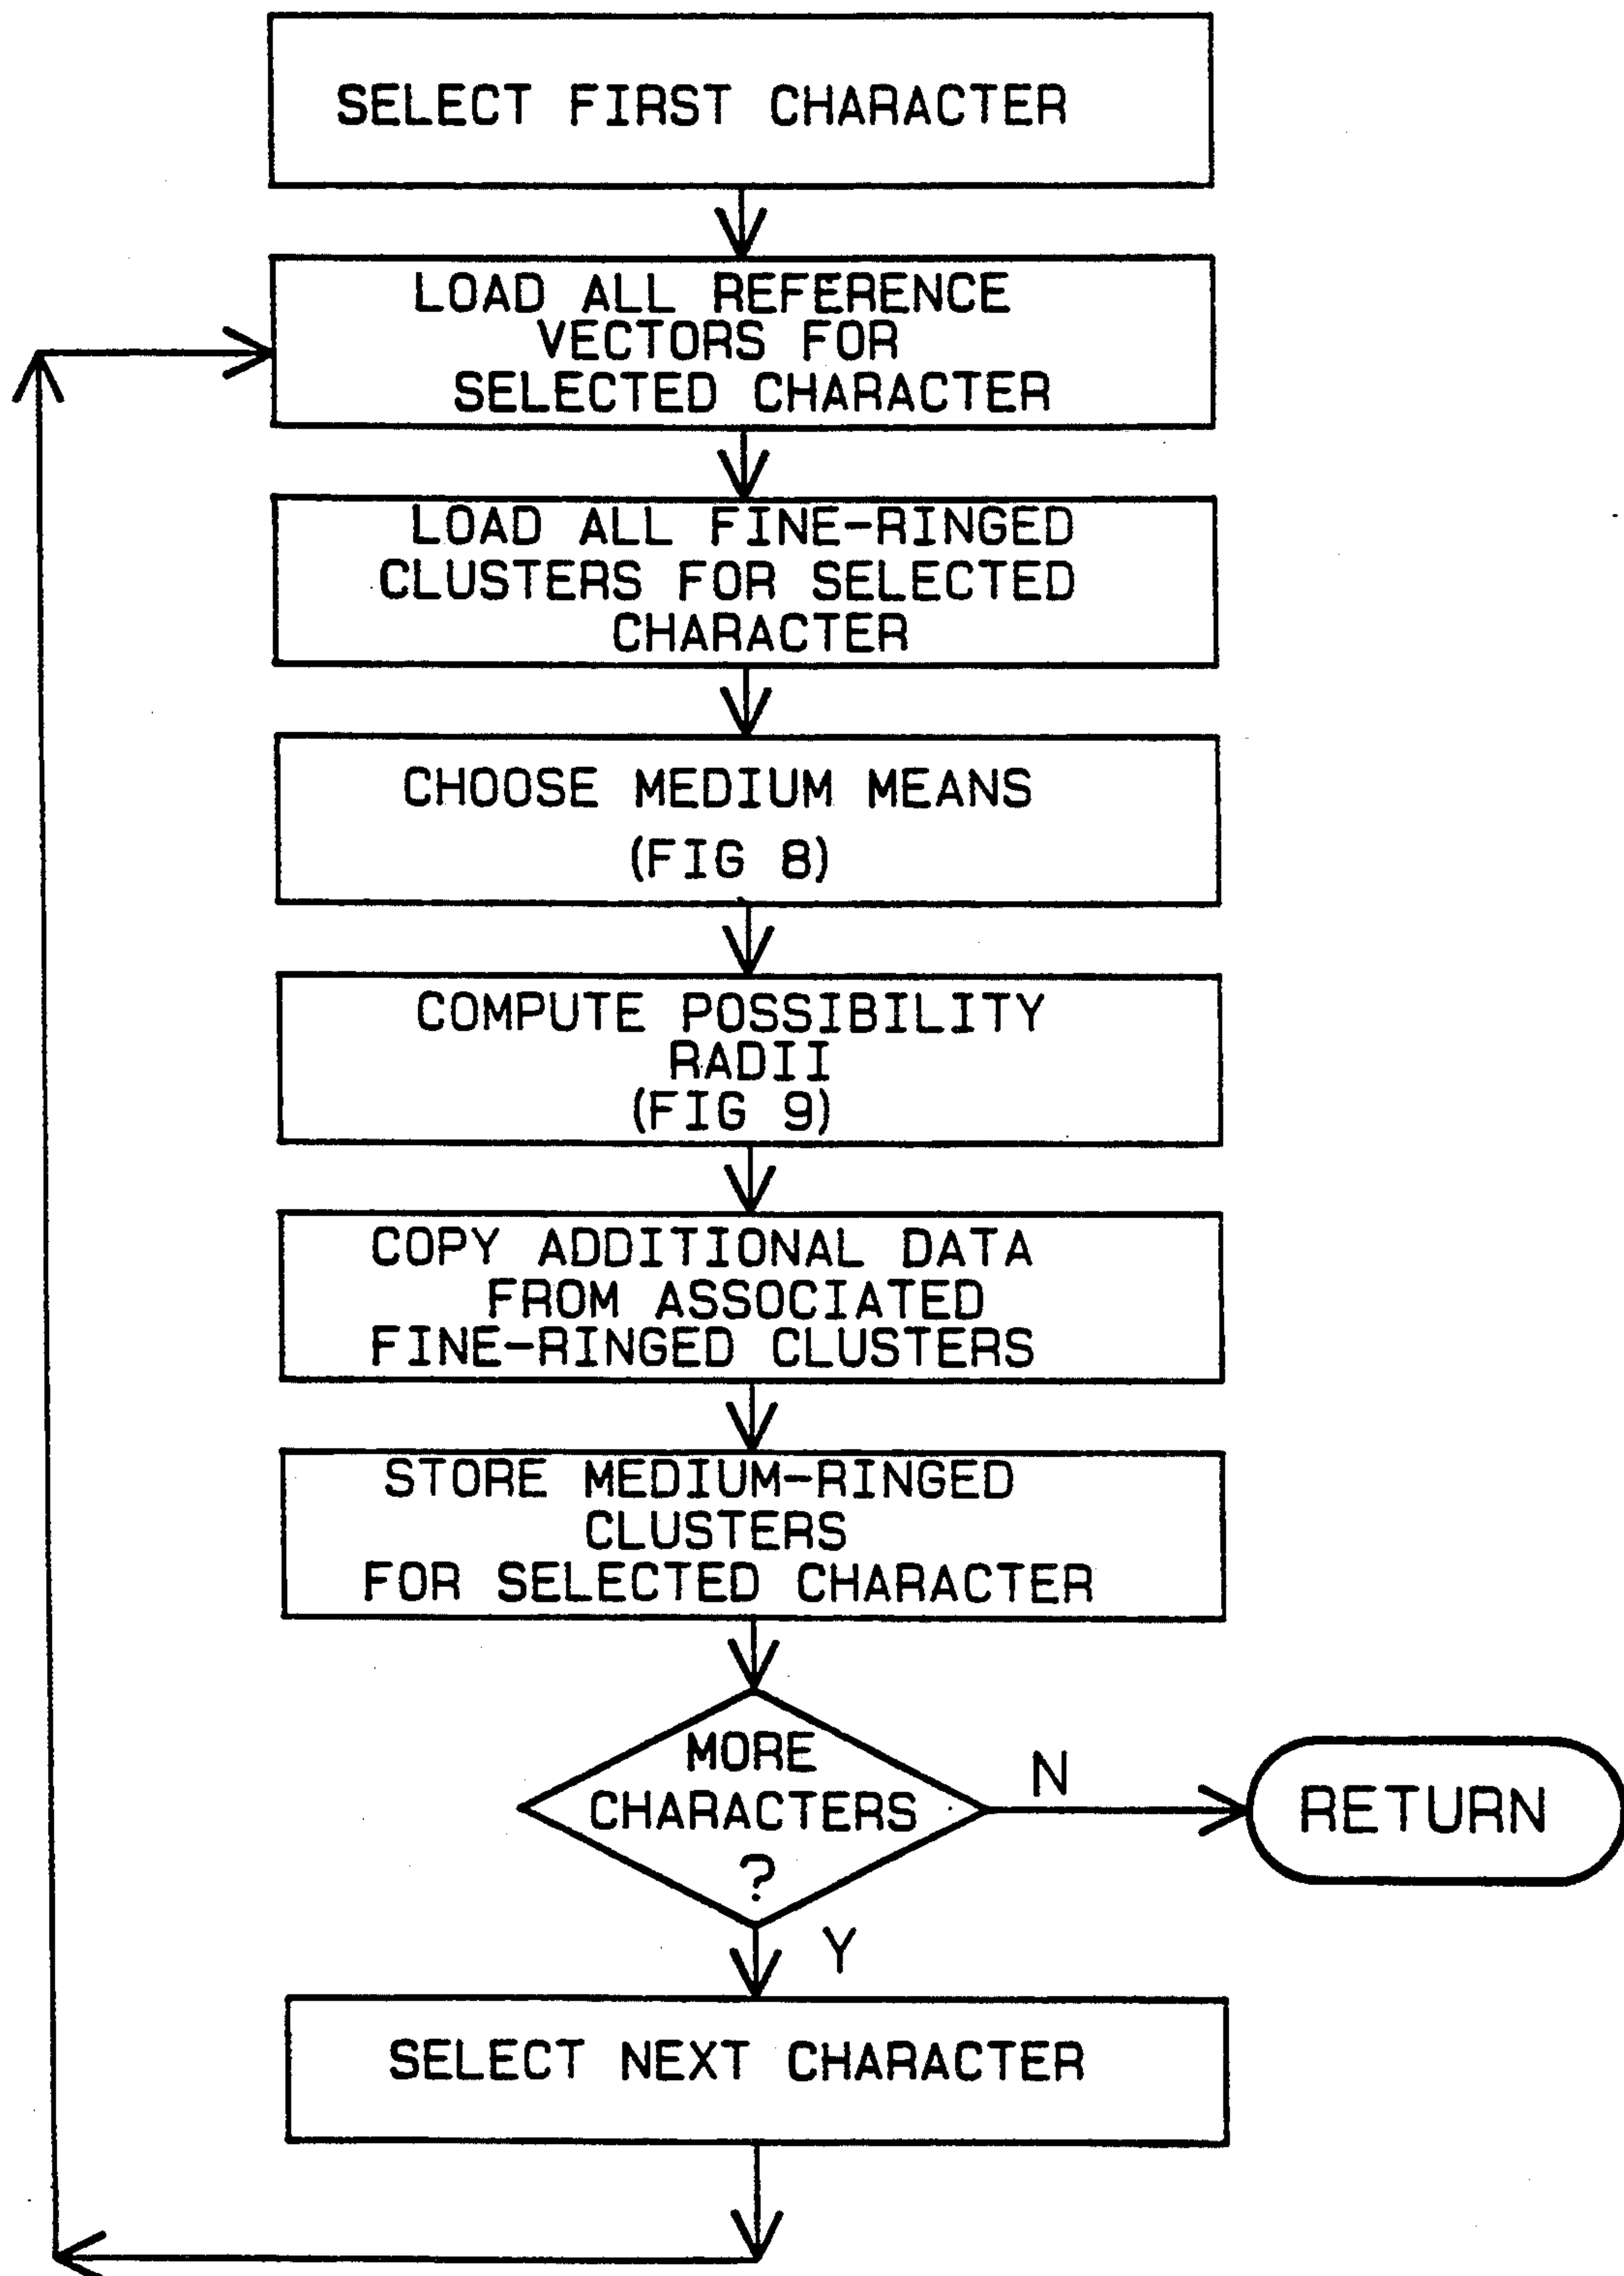 SELECT FIRST CHARACTER
LOAD ALL REFERENCE
VECTORS FOR
SELECTED CHARACTER
LOAD ALL FINE-RINGED
CLUSTERS FOR SELECTED
CHARACTER
CHOOSE MEDIUM MEANS
(FIG 8)
COMPUTE POSSIBILITY
RADII
(FIG 9)
COPY ADDITIONAL DATA
FROM ASSOCIATED
FINE-RINGED CLUSTERS
STORE MEDIUM-RINGED
CLUSTERS
FOR SELECTED CHARACTER
MORE
CHARACTERS
?
N
RETURN
Y
SELECT NEXT CHARACTER